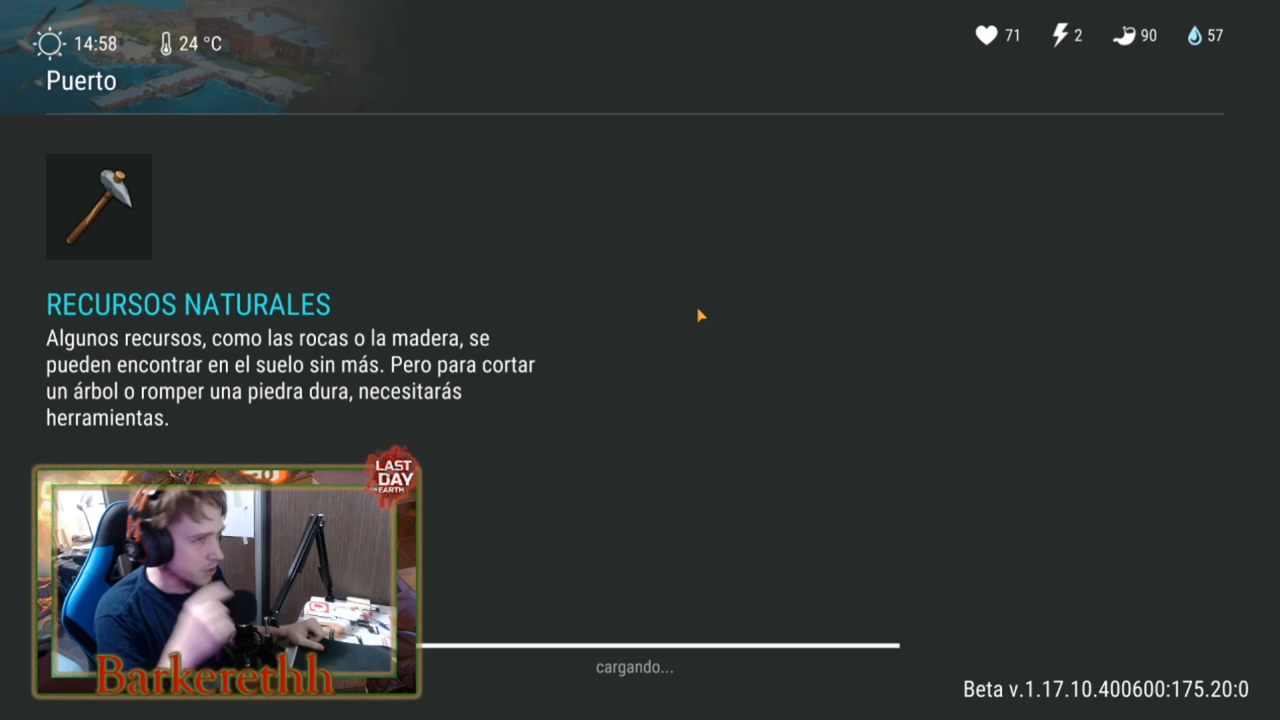 14:58
24 °C
71
2
90
57
Puerto
RECURSOS NATURALES
Algunos recursos, como las rocas o la madera, se
pueden encontrar en el suelo sin más. Pero para cortar
un árbol o romper una piedra dura, necesitarás
herramientas.
LAST
DAY
ON EARTH
Barkerethh
cargando...
Beta v.1.17.10.400600:175.20:0